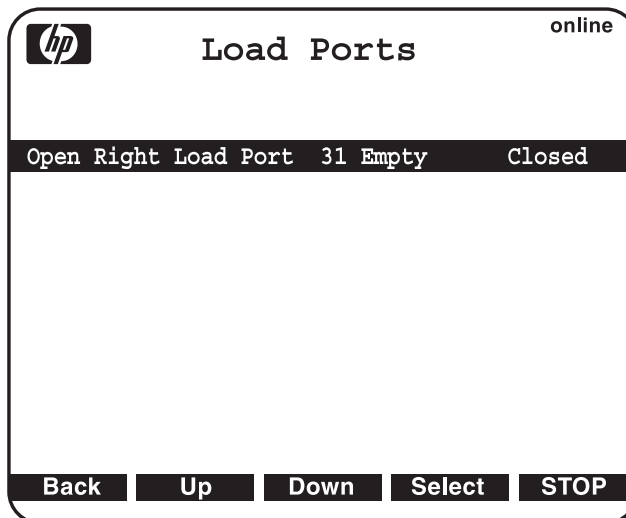 hp
Load Ports
online
Open Right Load Port 31 Empty Closed
Back Up Down Select STOP